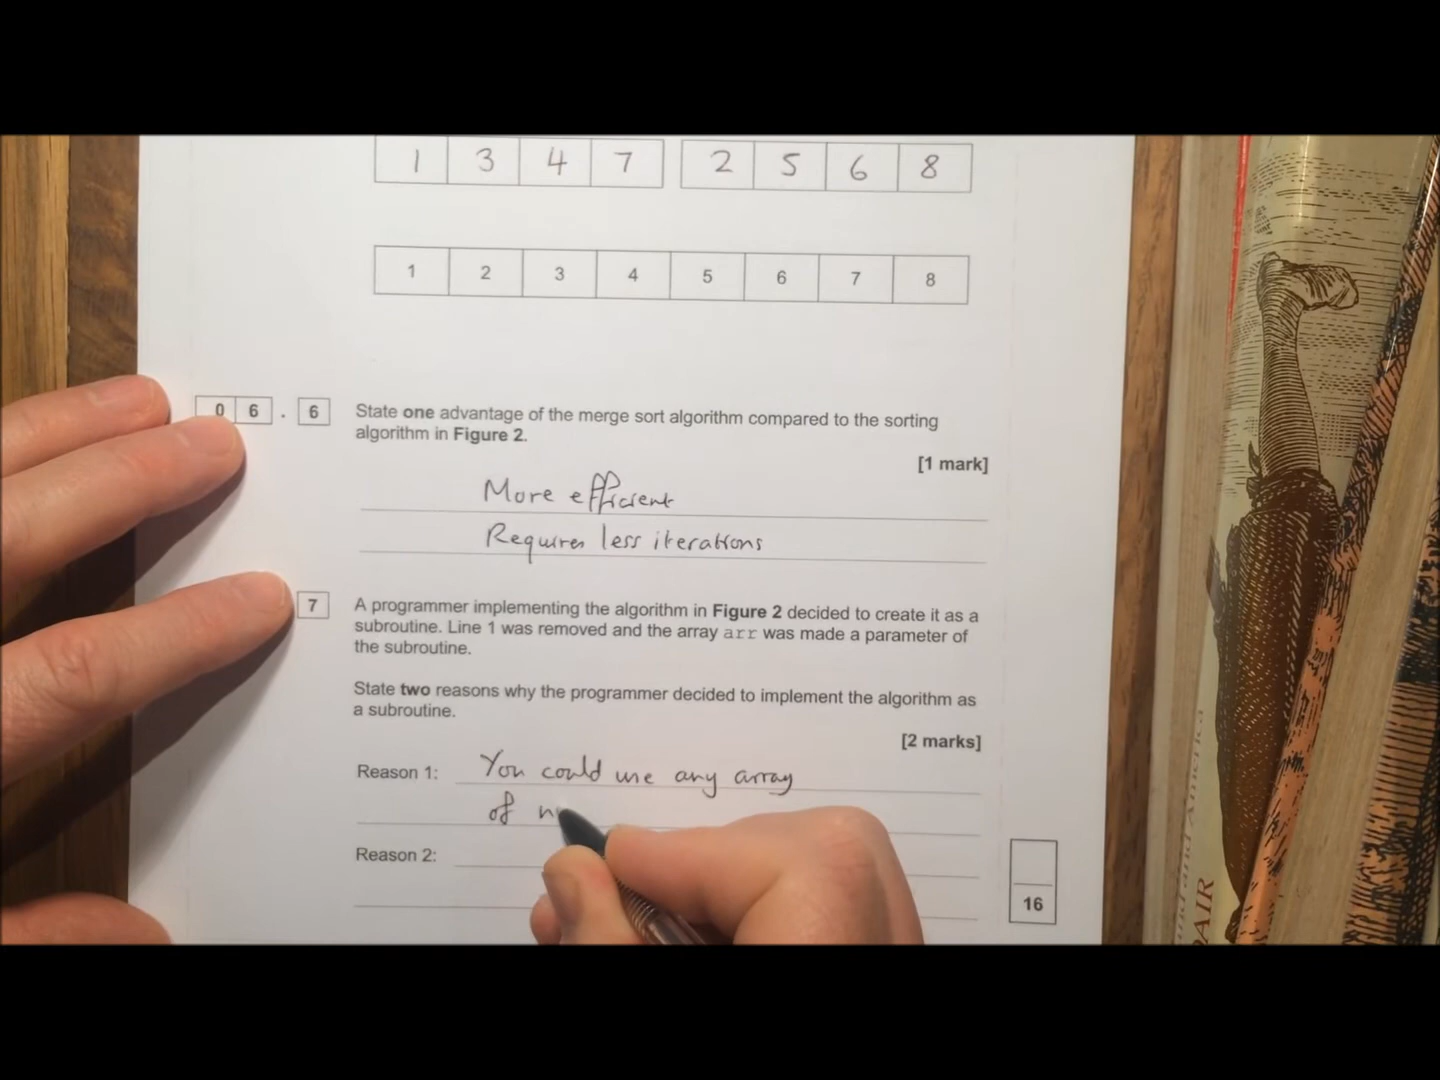 1 3 4 7 2 5 6 8
1 2 3 4 5 6 7 8
0 6 . 6 State one advantage of the merge sort algorithm compared to the sorting
algorithm in Figure 2.
[1 mark]
More efficient
Requires less iterations
7 A programmer implementing the algorithm in Figure 2 decided to create it as a
subroutine. Line 1 was removed and the array arr was made a parameter of
the subroutine.
State two reasons why the programmer decided to implement the algorithm as
a subroutine.
[2 marks]
Reason 1: You could use any array
of
Reason 2:
16